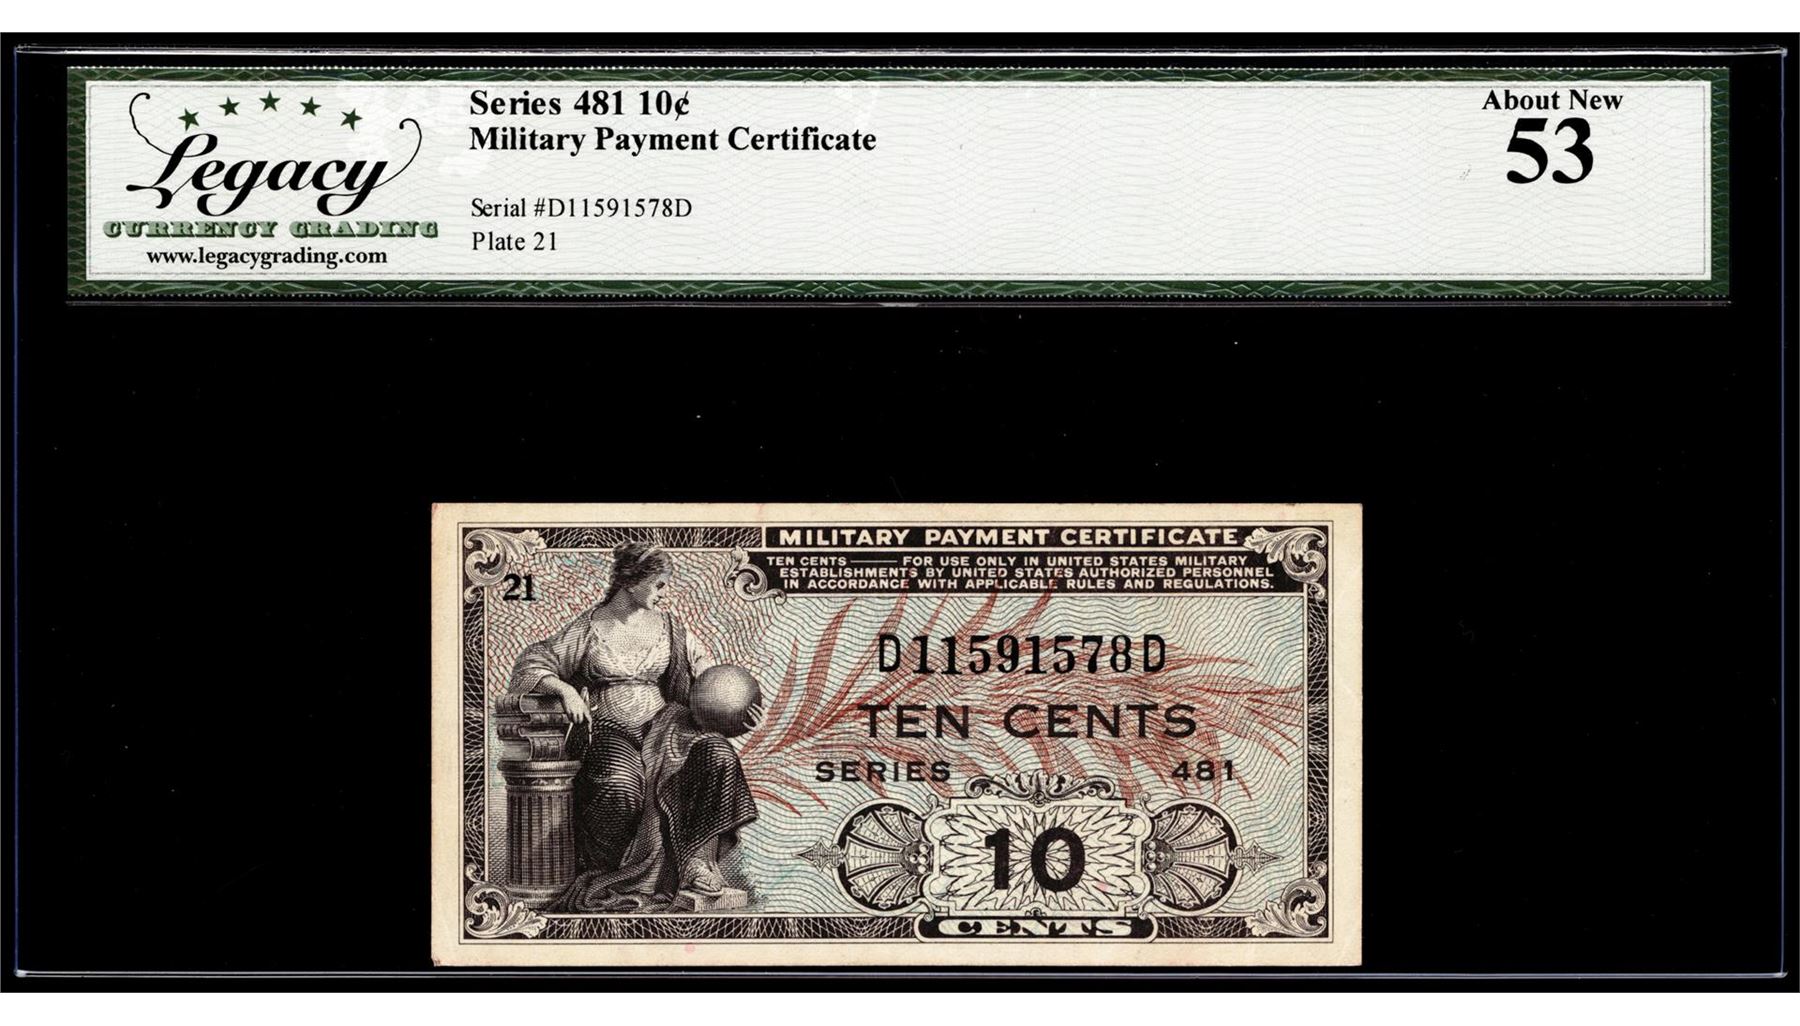 Legacy
CURRENCY GRADING
www.legacygrading.com
Series 481 10¢
Military Payment Certificate
Serial #D11591578D
Plate 21
About New
53
MILITARY PAYMENT CERTIFICATE
TEN CENTS —— FOR USE ONLY IN UNITED STATES MILITARY
ESTABLISHMENTS BY UNITED STATES AUTHORIZED PERSONNEL
IN ACCORDANCE WITH APPLICABLE RULES AND REGULATIONS.
21
D11591578D
TEN CENTS
SERIES 481
10
CENTS